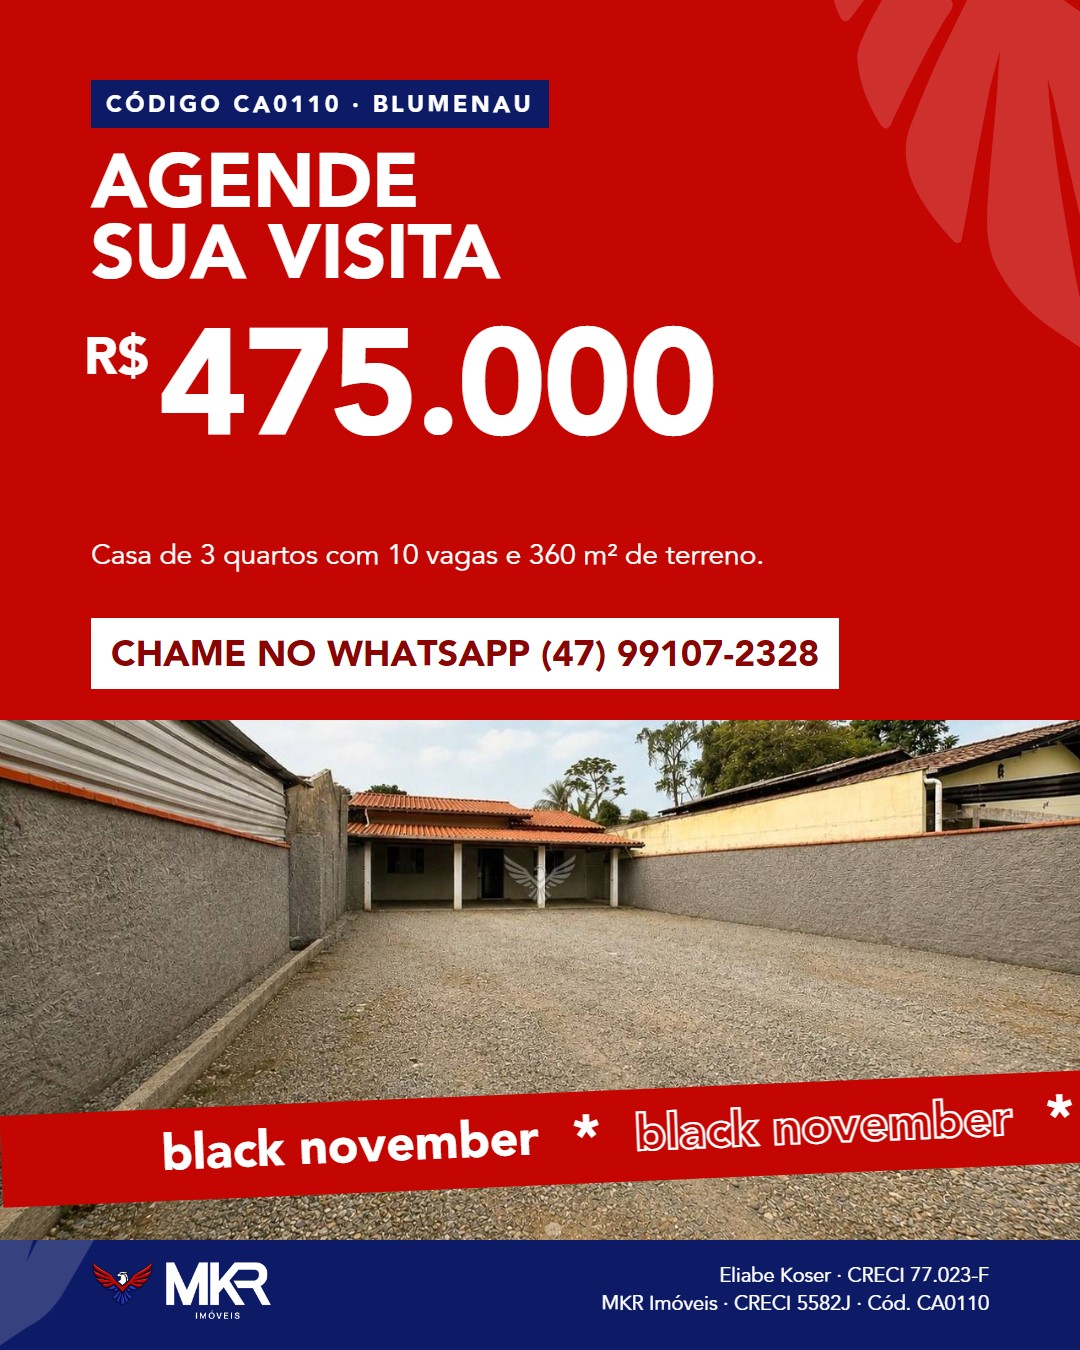 CÓDIGO CA0110 · BLUMENAU
AGENDE
SUA VISITA
R$ 475.000
Casa de 3 quartos com 10 vagas e 360 m² de terreno.
CHAME NO WHATSAPP (47) 99107-2328
black november * black november *
MKR
IMÓVEIS
Eliabe Koser · CRECI 77.023-F
MKR Imóveis · CRECI 5582J · Cód. CA0110